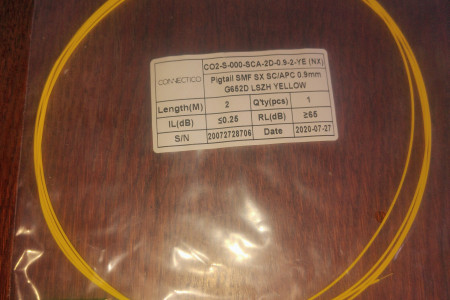 CONNECTICO
CO2-S-000-SCA-2D-0.9-2-YE (NX)
Pigtail SMF SX SC/APC 0.9mm
G652D LSZH YELLOW
Length(M) 2 Q'ty(pcs) 1
IL(dB) ≤0.25 RL(dB) ≥65
S/N 20072728706 Date 2020-07-27